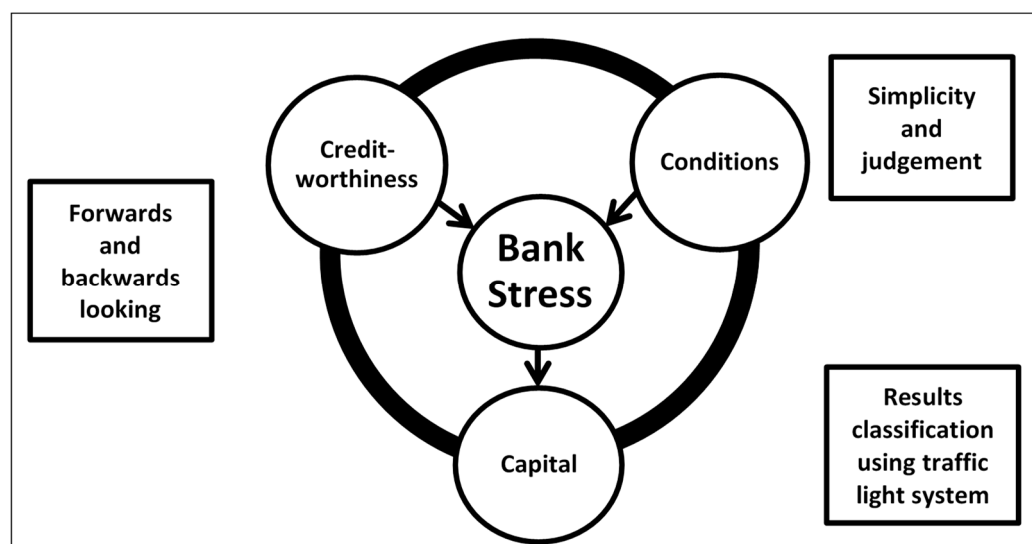 Credit-
worthiness
Conditions
Simplicity
and
judgement
Forwards
and
backwards
looking
Bank
Stress
Capital
Results
classification
using traffic
light system